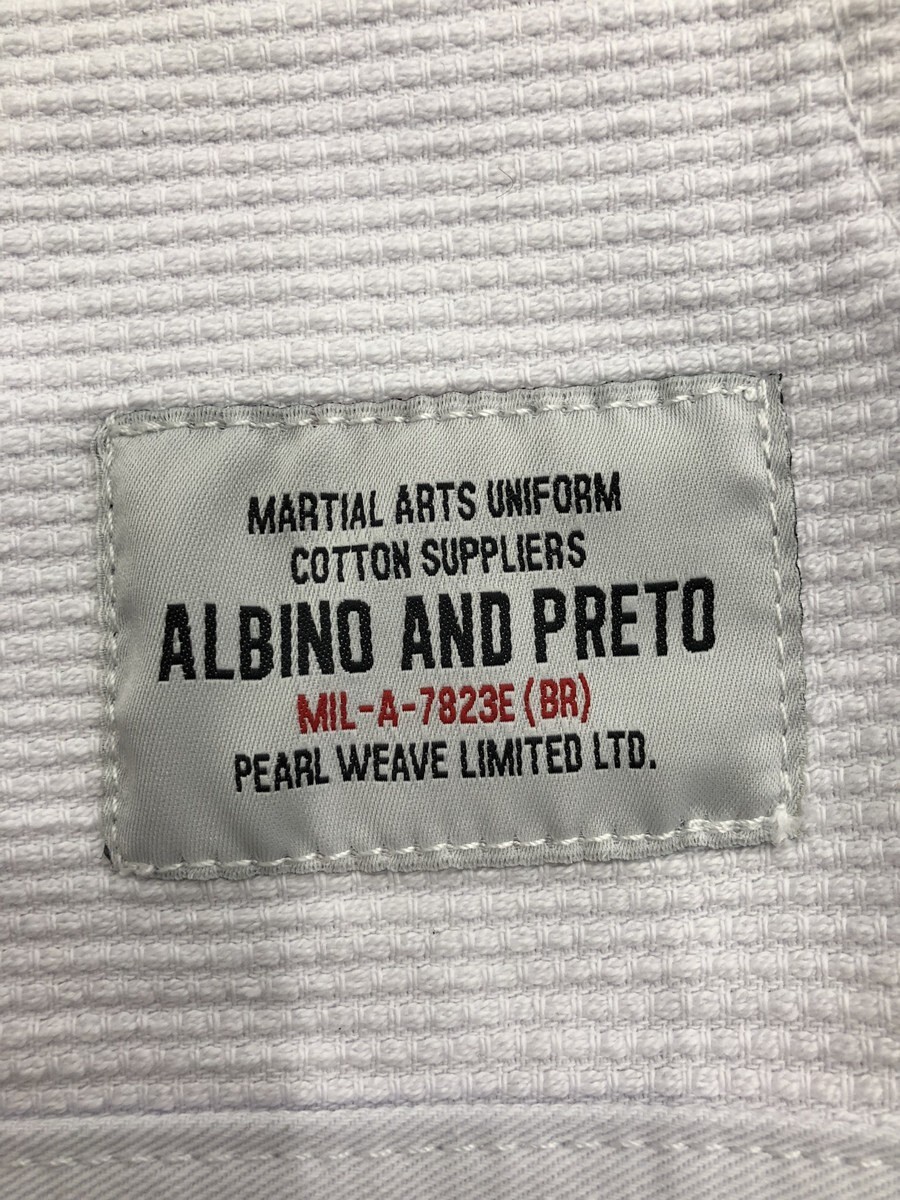 MARTIAL ARTS UNIFORM
COTTON SUPPLIERS
ALBINO AND PRETO
MIL-A-7823E (BR)
PEARL WEAVE LIMITED LTD.